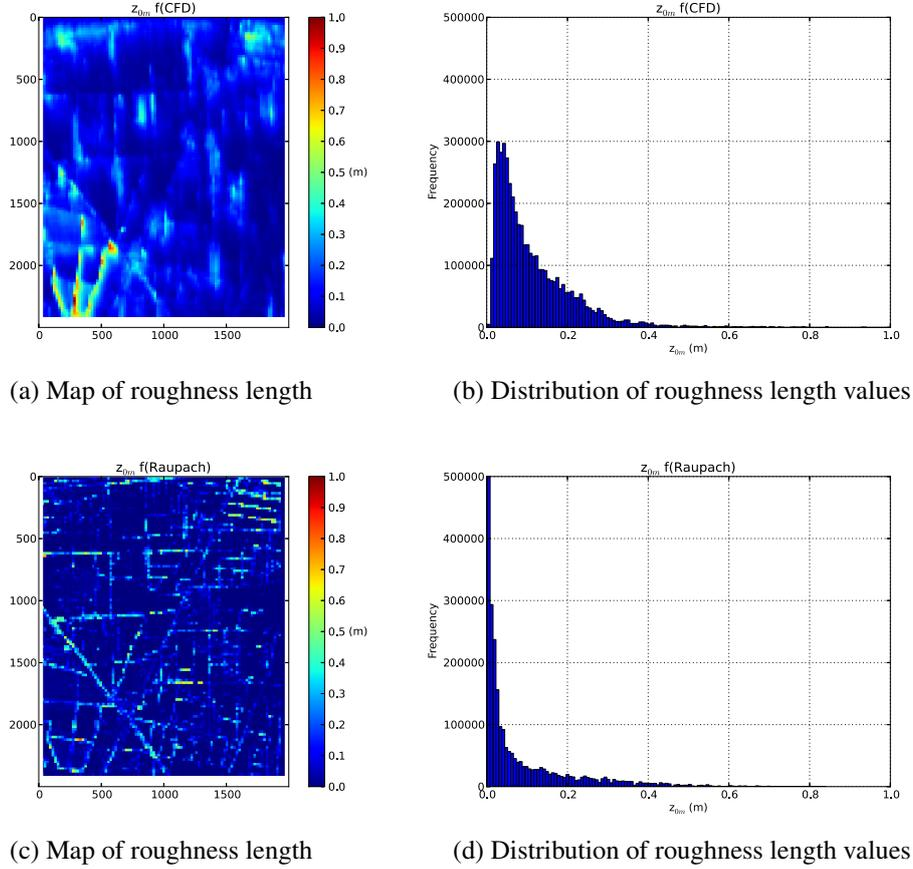 z0m f(CFD)
0
500
1000
1500
2000
0 500 1000 1500
1.0
0.9
0.8
0.7
0.6
0.5 (m)
0.4
0.3
0.2
0.1
0.0
z0m f(CFD)
Frequency
500000
400000
300000
200000
100000
0
0.0 0.2 0.4 0.6 0.8 1.0
z0m (m)
(a) Map of roughness length
(b) Distribution of roughness length values
z0m f(Raupach)
0
500
1000
1500
2000
0 500 1000 1500
1.0
0.9
0.8
0.7
0.6
0.5 (m)
0.4
0.3
0.2
0.1
0.0
z0m f(Raupach)
Frequency
500000
400000
300000
200000
100000
0
0.0 0.2 0.4 0.6 0.8 1.0
z0m (m)
(c) Map of roughness length
(d) Distribution of roughness length values